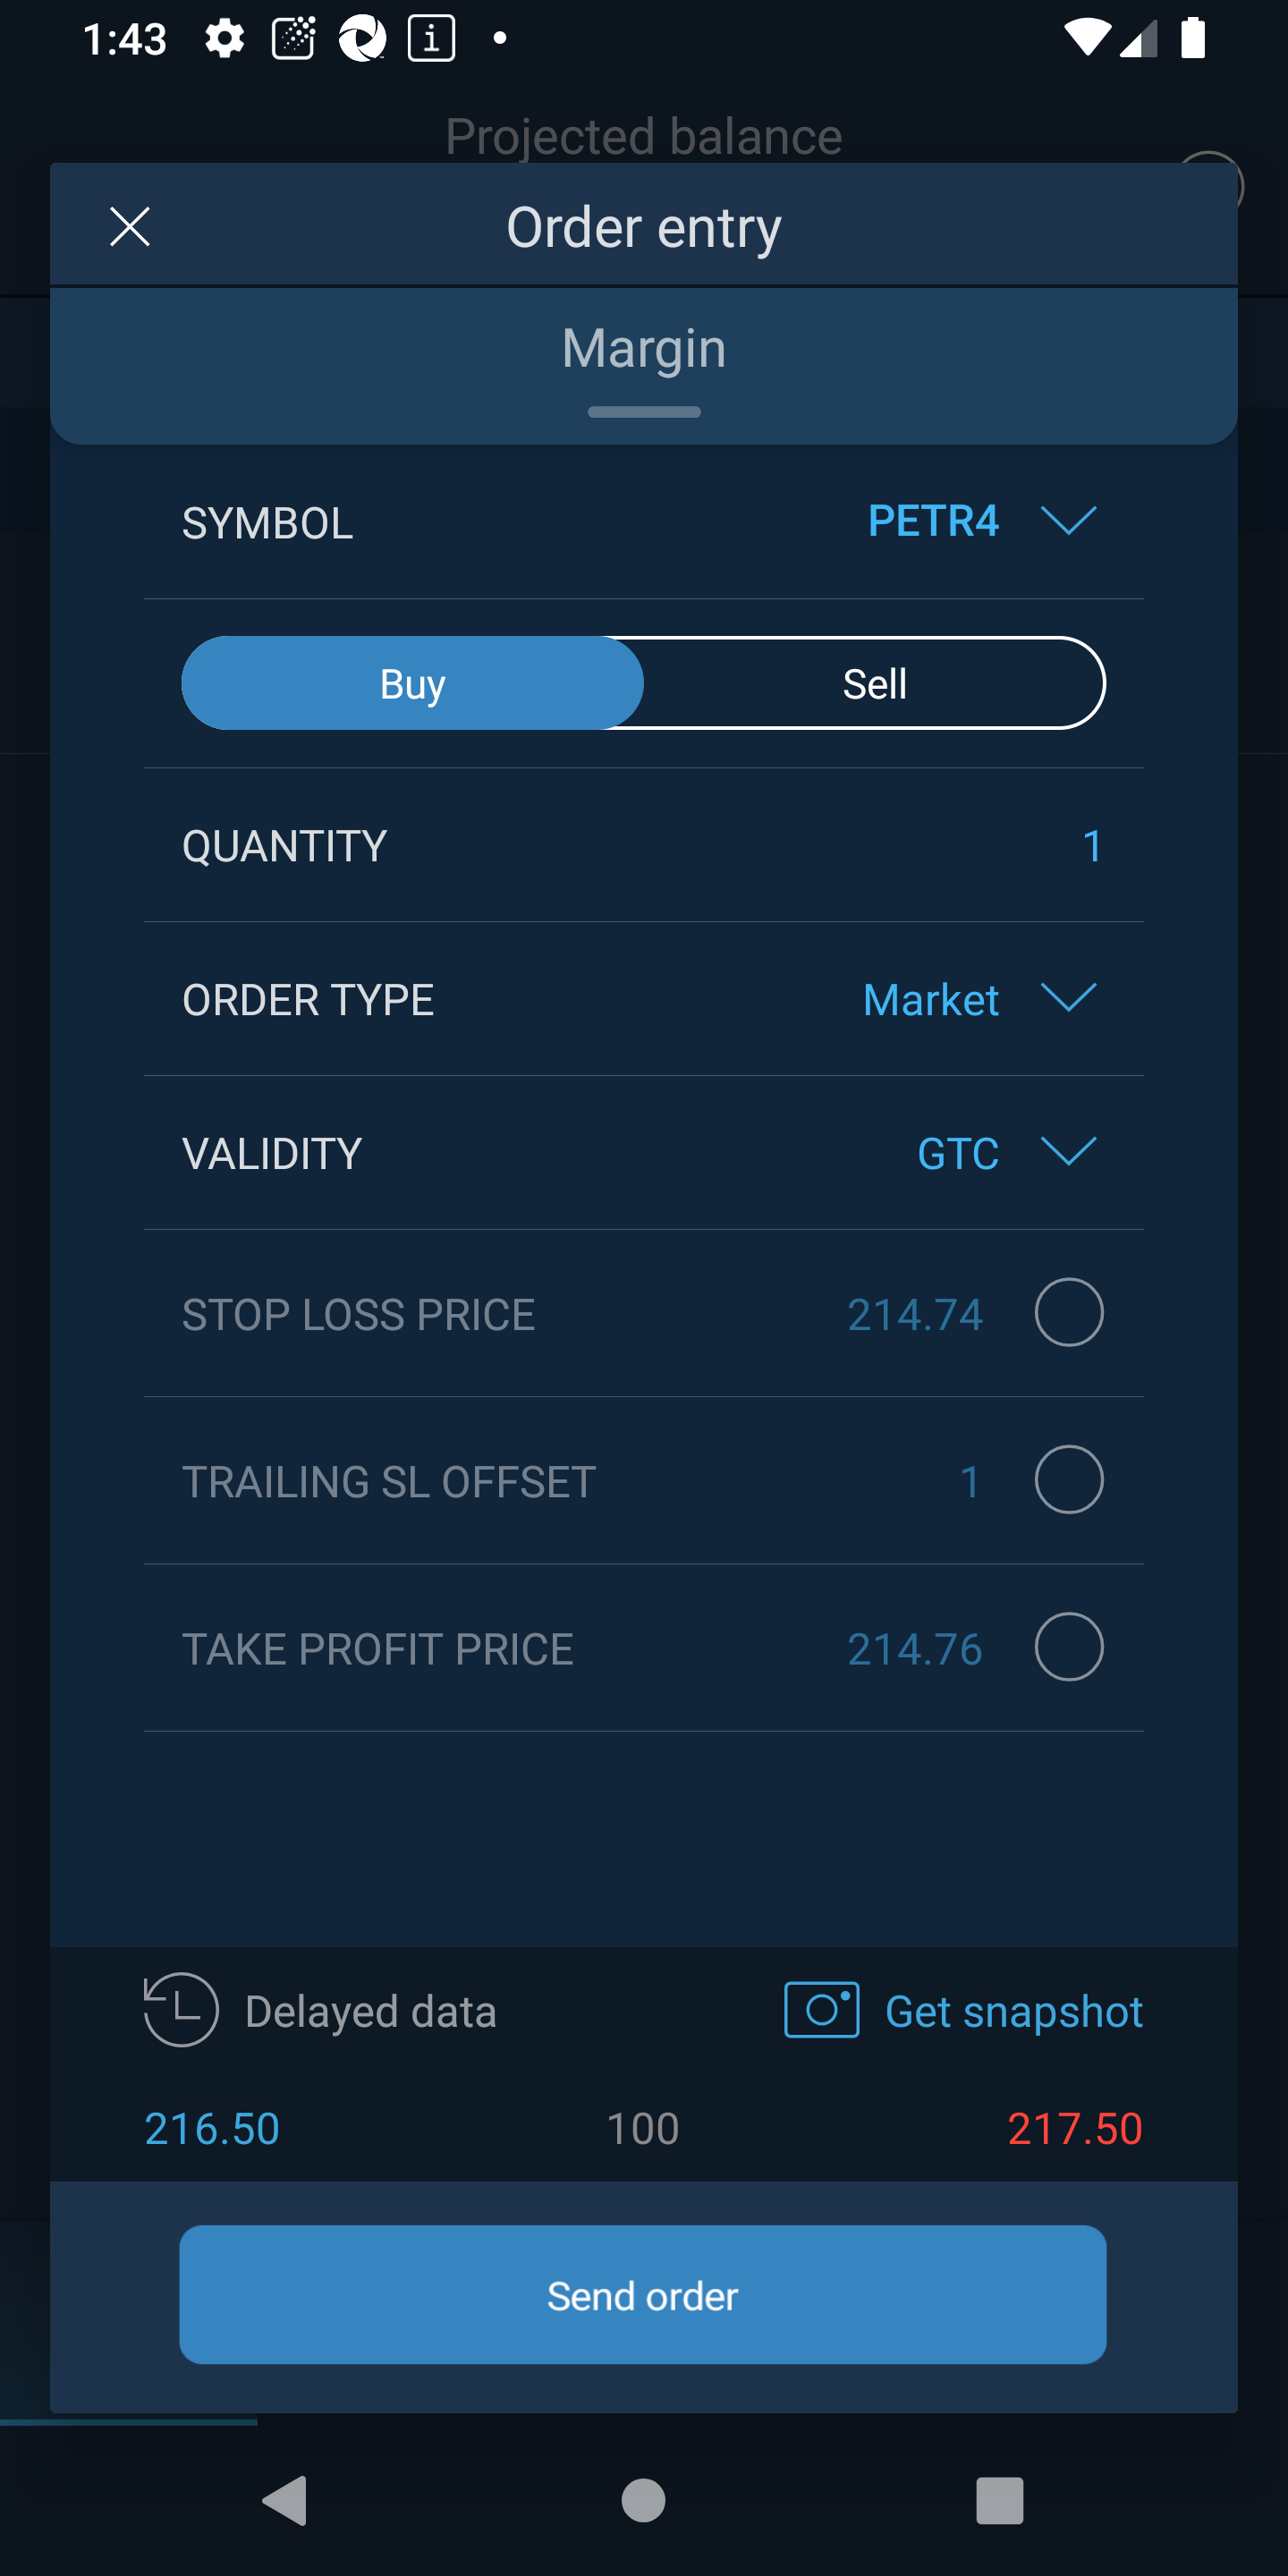 1:43
Projected balance
Order entry
Margin
SYMBOL PETR4
Buy Sell
QUANTITY 1
ORDER TYPE Market
VALIDITY GTC
STOP LOSS PRICE 214.74
TRAILING SL OFFSET 1
TAKE PROFIT PRICE 214.76
Delayed data Get snapshot
216.50 100 217.50
Send order